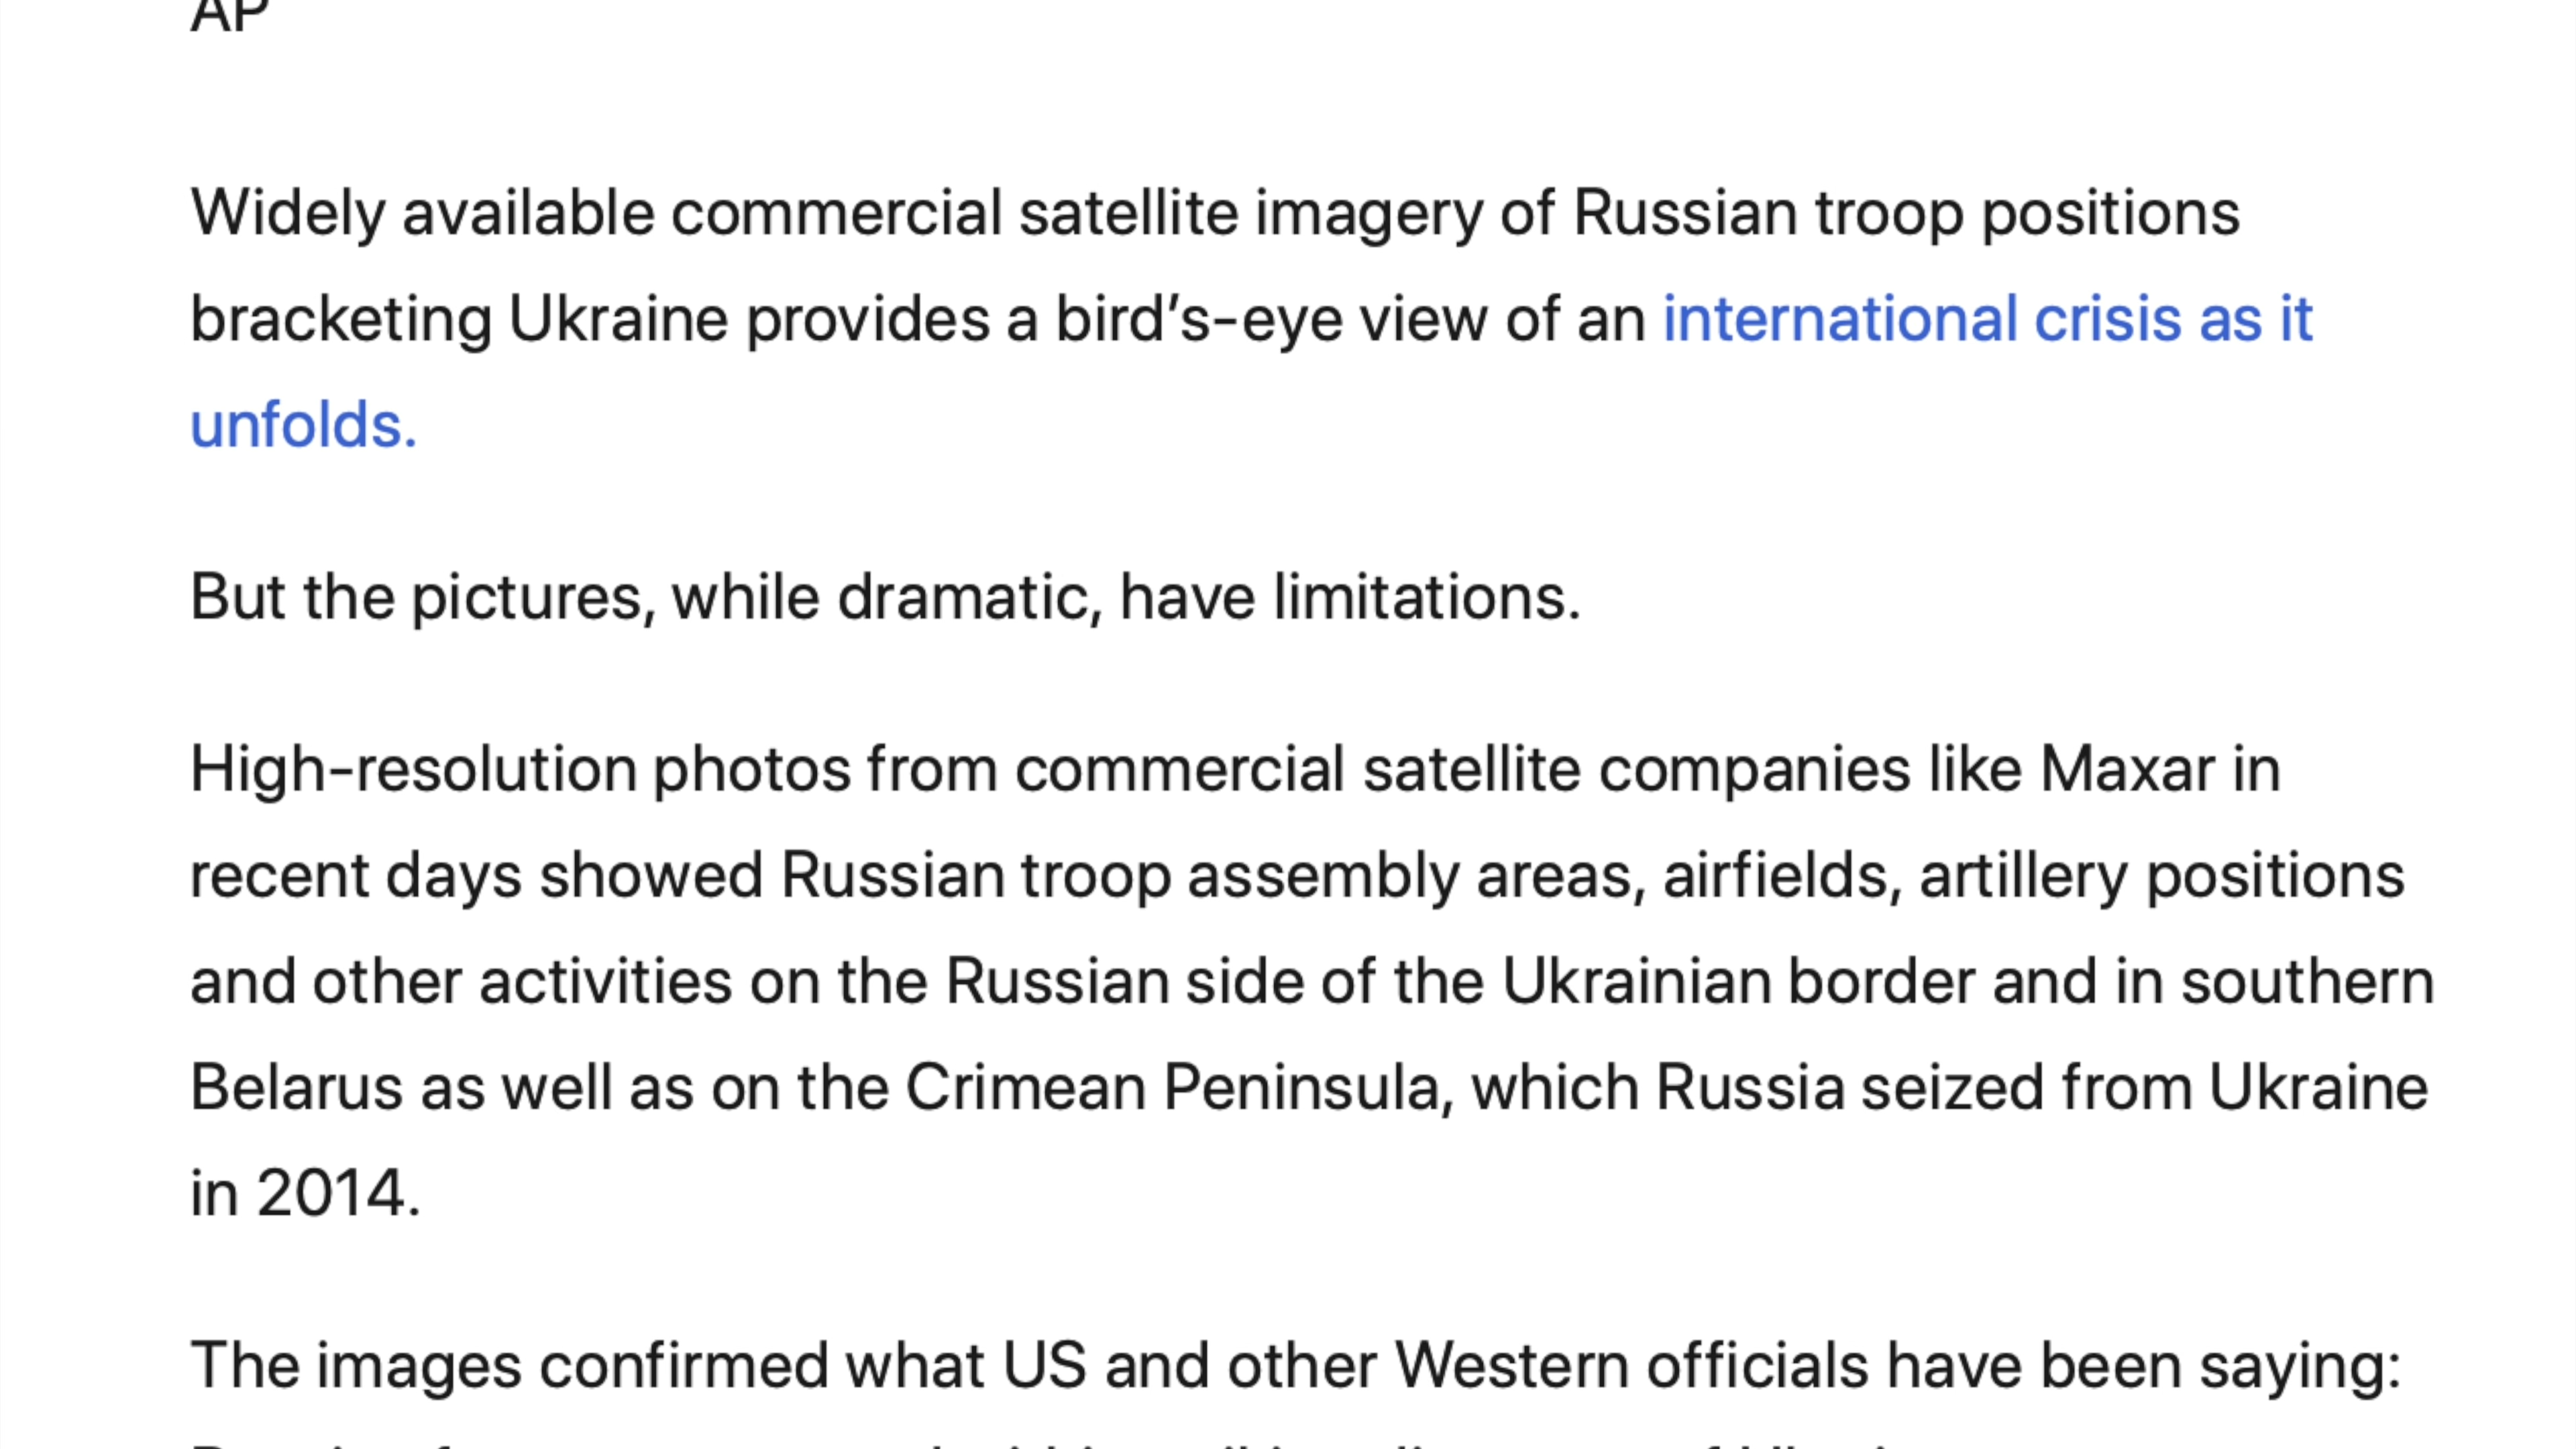 AP
Widely available commercial satellite imagery of Russian troop positions
bracketing Ukraine provides a bird’s-eye view of an international crisis as it
unfolds.
But the pictures, while dramatic, have limitations.
High-resolution photos from commercial satellite companies like Maxar in
recent days showed Russian troop assembly areas, airfields, artillery positions
and other activities on the Russian side of the Ukrainian border and in southern
Belarus as well as on the Crimean Peninsula, which Russia seized from Ukraine
in 2014.
The images confirmed what US and other Western officials have been saying: